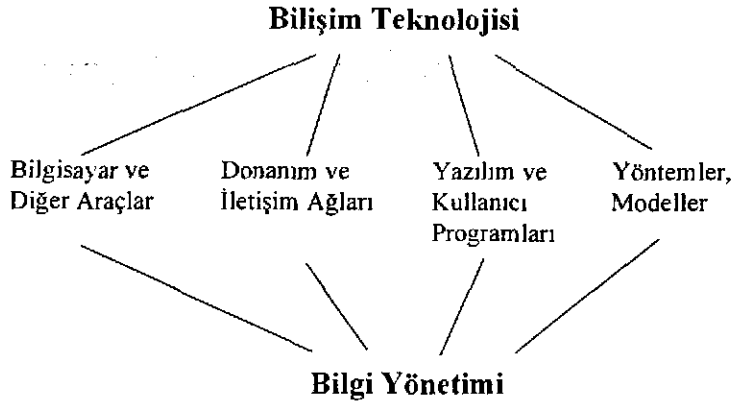 Bilişim Teknolojisi
Bilgisayar ve
Diğer Araçlar
Donanım ve
İletişim Ağları
Yazılım ve
Kullanıcı
Programları
Yöntemler,
Modeller
Bilgi Yönetimi